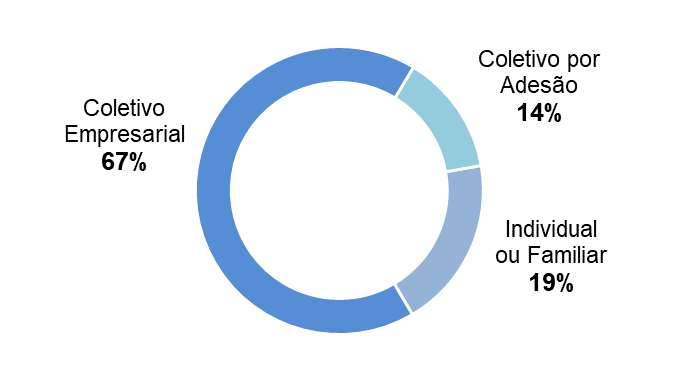 Coletivo
Empresarial
67%
Coletivo por
Adesão
14%
Individual
ou Familiar
19%